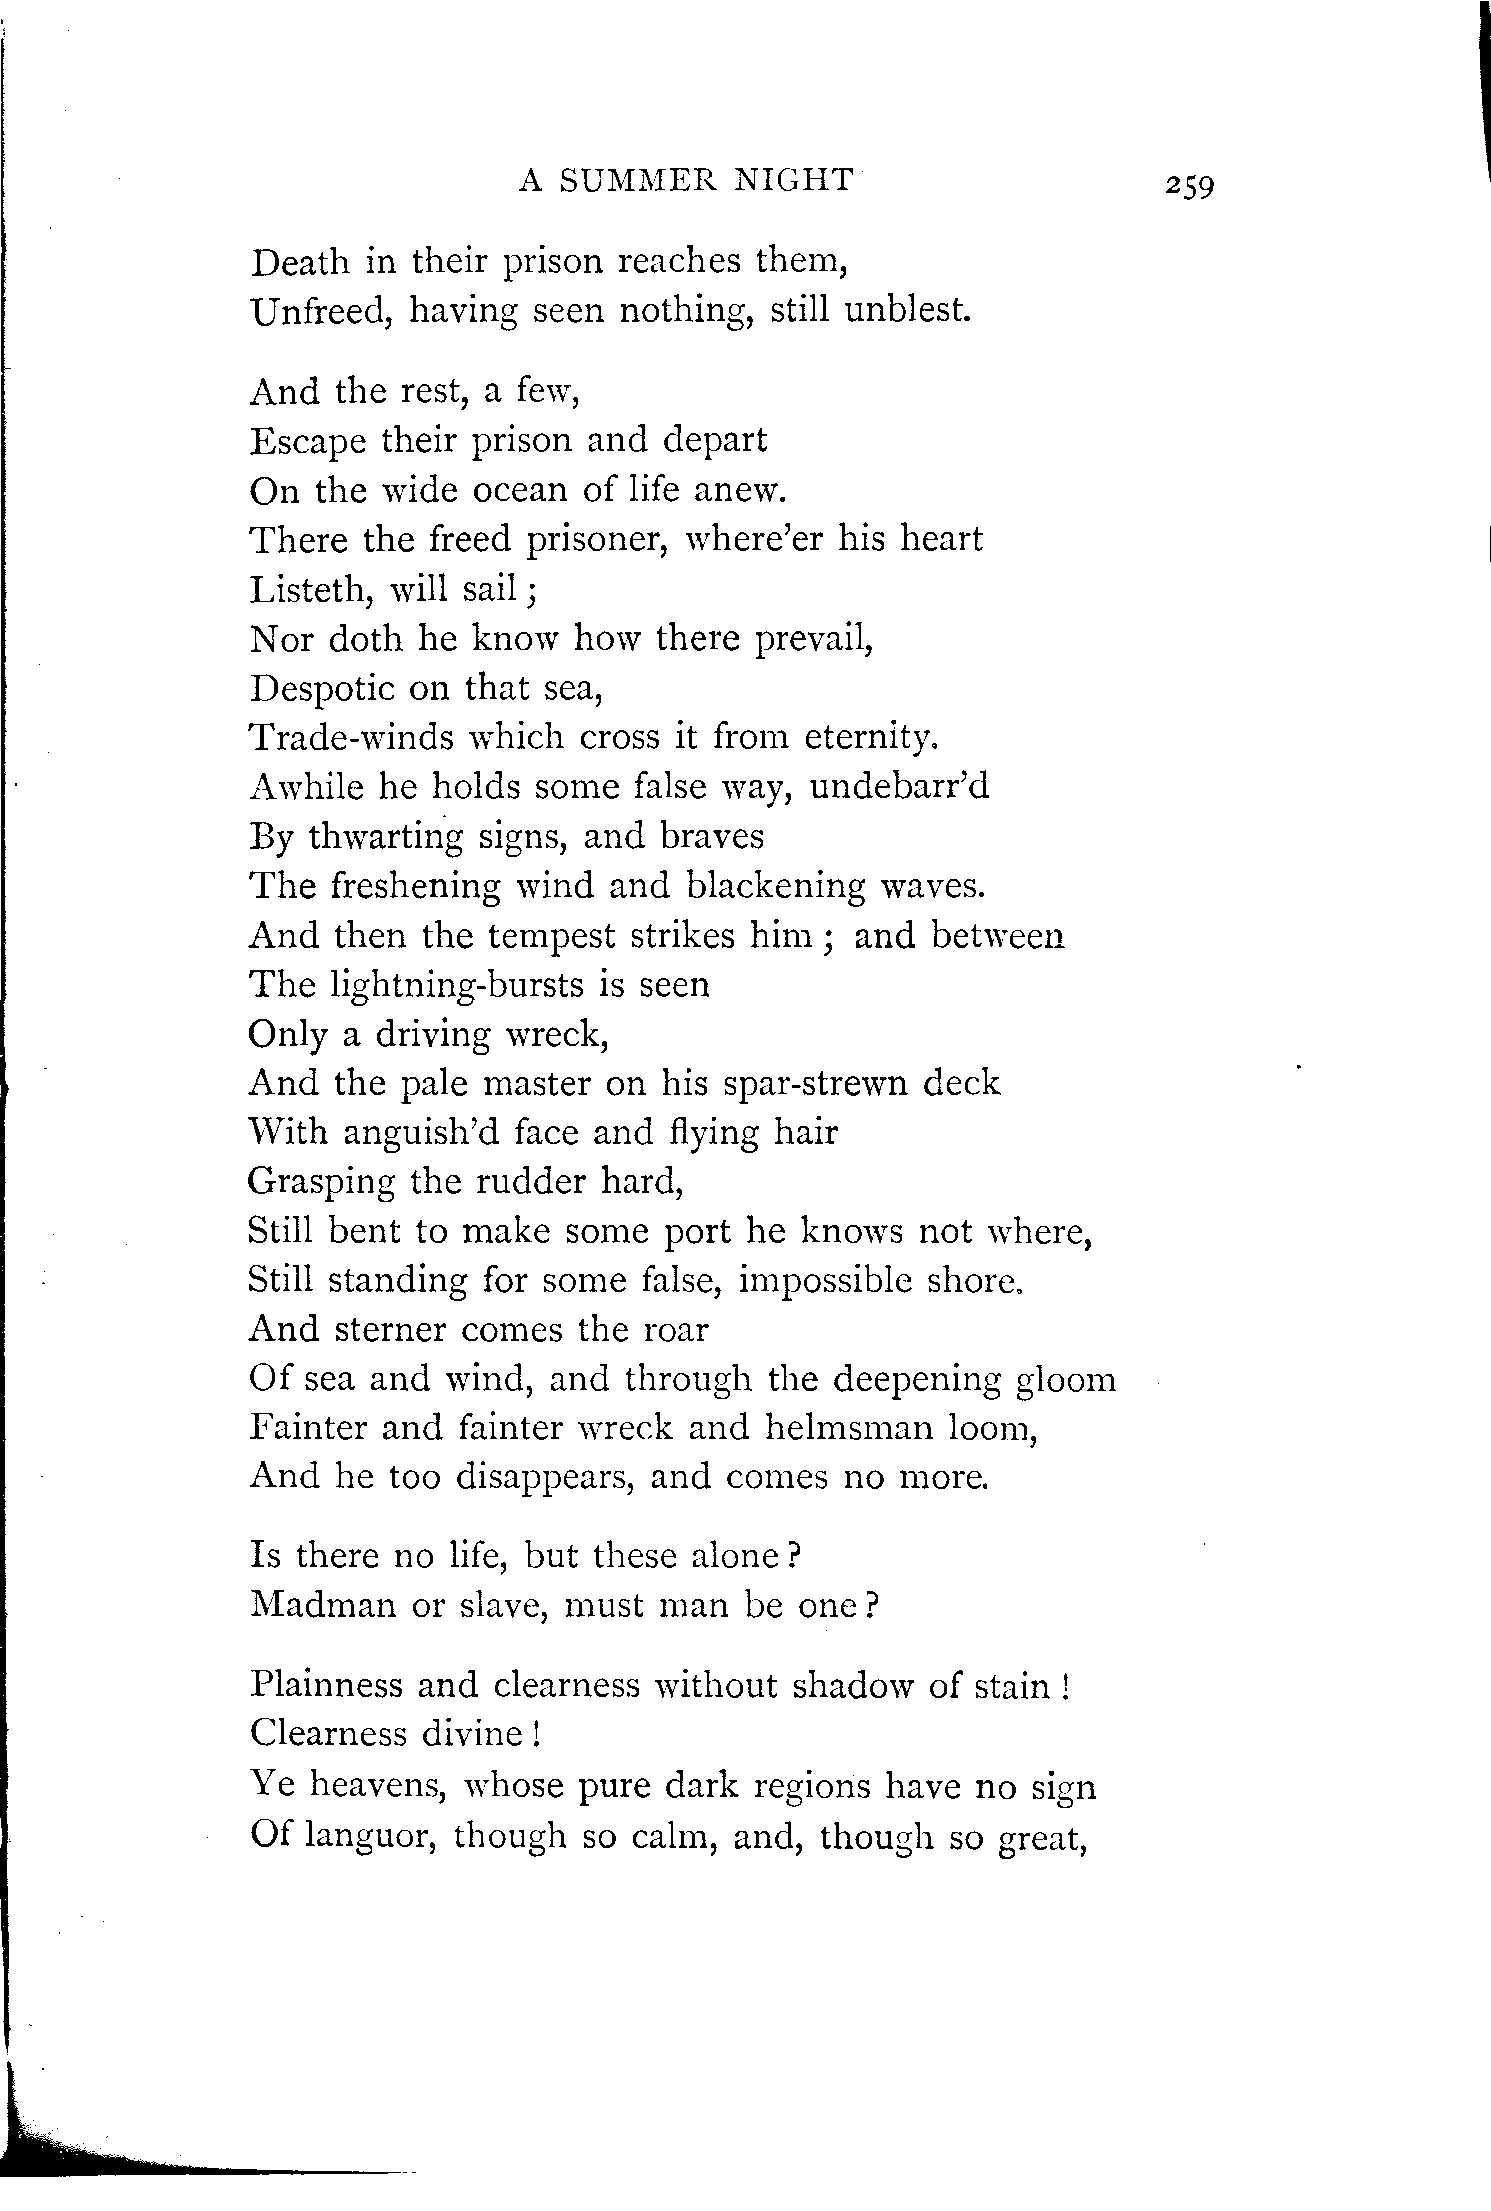 A SUMMER NIGHT 259
Death in their prison reaches them,
Unfreed, having seen nothing, still unblest.
And the rest, a few,
Escape their prison and depart
On the wide ocean of life anew.
There the freed prisoner, where'er his heart
Listeth, will sail ;
Nor doth he know how there prevail,
Despotic on that sea,
Trade-winds which cross it from eternity.
Awhile he holds some false way, undebarr'd
By thwarting signs, and braves
The freshening wind and blackening waves.
And then the tempest strikes him ; and between
The lightning-bursts is seen
Only a driving wreck,
And the pale master on his spar-strewn deck
With anguish'd face and flying hair
Grasping the rudder hard,
Still bent to make some port he knows not where,
Still standing for some false, impossible shore.
And sterner comes the roar
Of sea and wind, and through the deepening gloom
Fainter and fainter wreck and helmsman loom,
And he too disappears, and comes no more.
Is there no life, but these alone ?
Madman or slave, must man be one ?
Plainness and clearness without shadow of stain !
Clearness divine !
Ye heavens, whose pure dark regions have no sign
Of languor, though so calm, and, though so great,